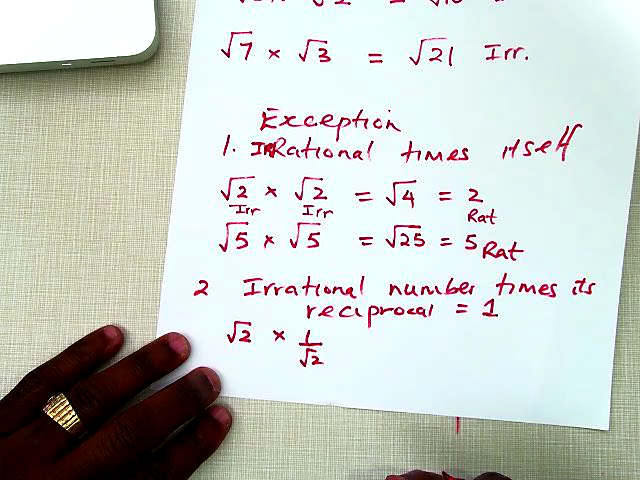 √7 × √3 = √21 Irr.
Exception
1. IRRational times itself
√2 × √2 = √4 = 2
Irr Irr Rat
√5 × √5 = √25 = 5 Rat
2 Irrational number times its
reciprocal = 1
√2 × 1/√2